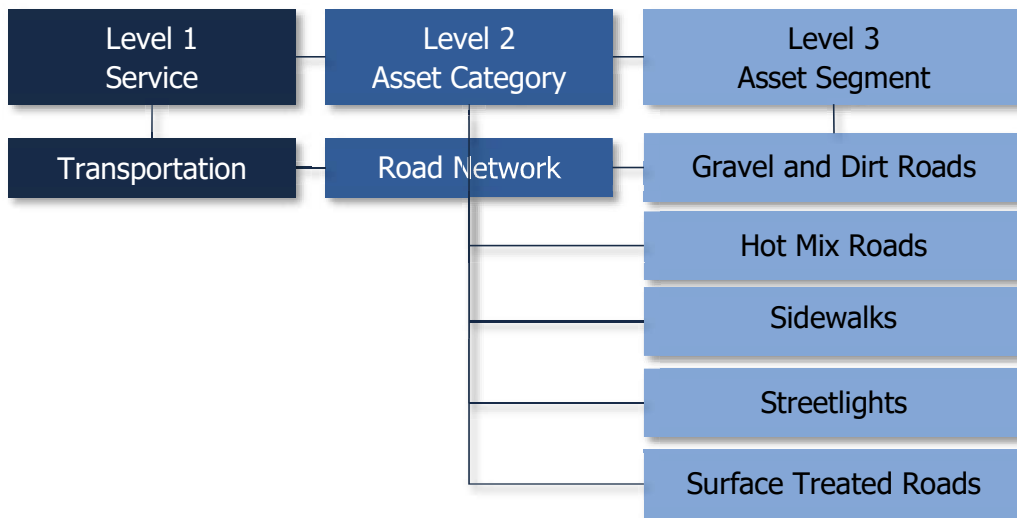 Level 1
Service
Level 2
Asset Category
Level 3
Asset Segment
Transportation
Road Network
Gravel and Dirt Roads
Hot Mix Roads
Sidewalks
Streetlights
Surface Treated Roads